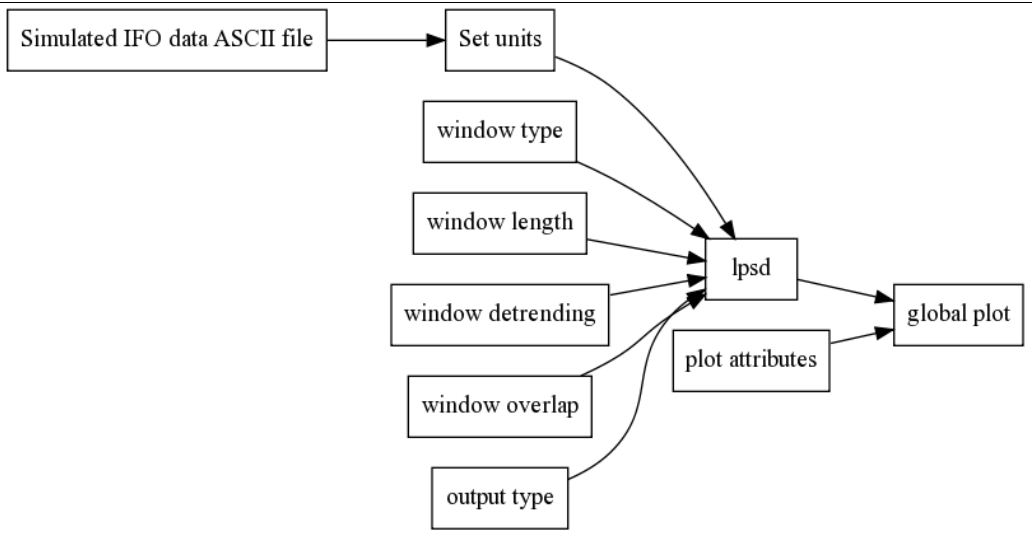 Simulated IFO data ASCII file
Set units
window type
window length
lpsd
window detrending
global plot
plot attributes
window overlap
output type